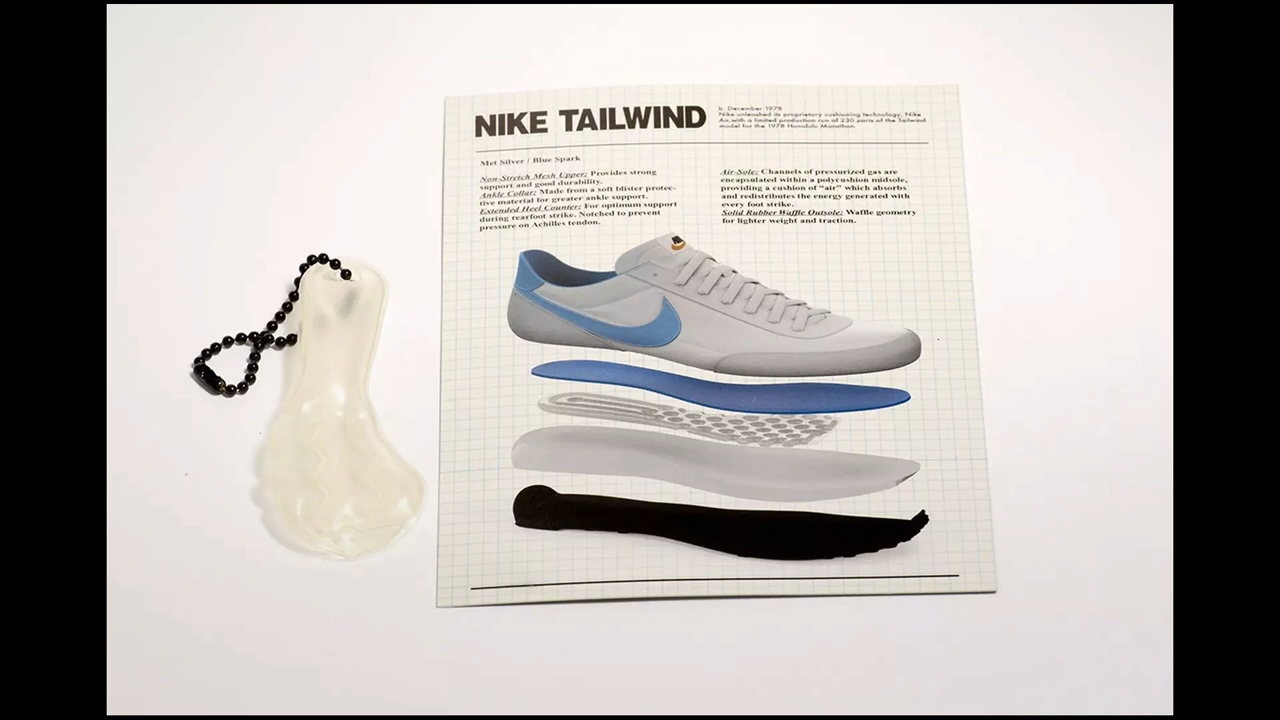 NIKE TAILWIND
b. December 1978
Nike unleashed its proprietary cushioning technology, Nike
Air, with a limited production run of 230 pairs of the Tailwind
model for the 1978 Honolulu Marathon.
Met Silver / Blue Spark
Non-Stretch Mesh Upper: Provides strong
support and good durability.
Ankle Collar: Made from a soft blister protec-
tive material for greater ankle support.
Extended Heel Counter: For optimum support
during rearfoot strike. Notched to prevent
pressure on Achilles tendon.
Air-Sole: Channels of pressurized gas are
encapsulated within a polycushion midsole,
providing a cushion of "air" which absorbs
and redistributes the energy generated with
every foot strike.
Solid Rubber Waffle Outsole: Waffle geometry
for lighter weight and traction.